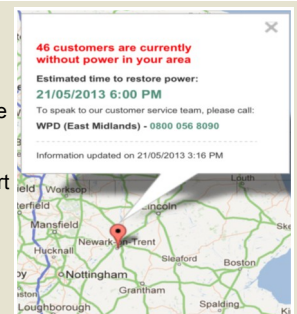 46 customers are currently
without power in your area
Estimated time to restore power:
21/05/2013 6:00 PM
To speak to our customer service team, please call:
WPD (East Midlands) - 0800 056 8090
Information updated on 21/05/2013 3:16 PM
Worksop
Louth
Lincoln
Mansfield
Newark-on-Trent
Hucknall
Sleaford
Boston
Nottingham
Grantham
Spalding
Loughborough